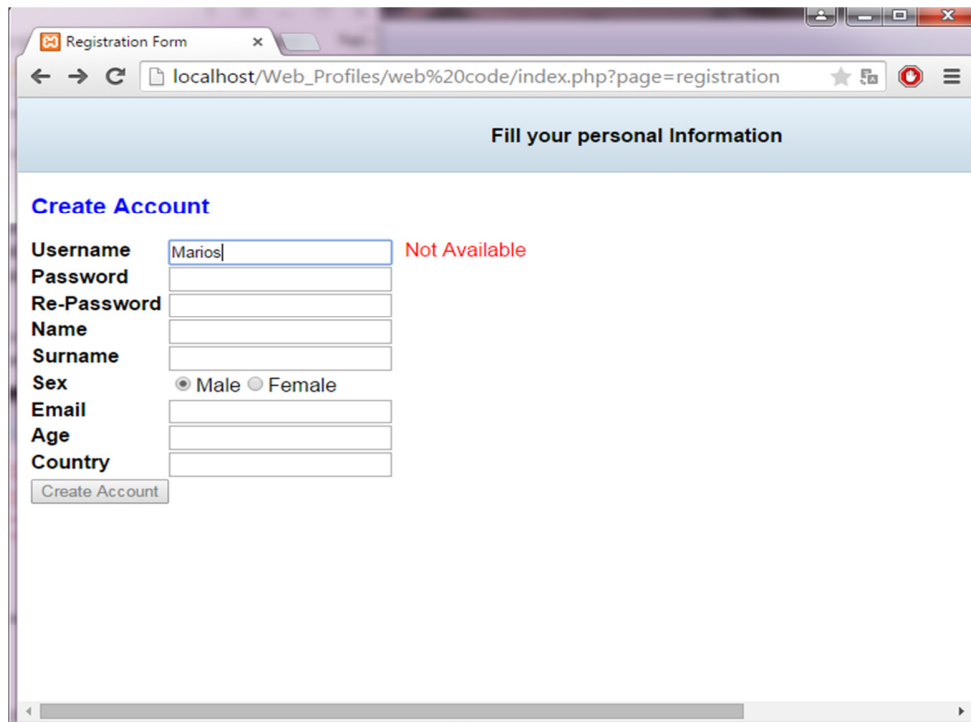 Registration Form
localhost/Web_Profiles/web%20code/index.php?page=registration
Fill your personal Information
Create Account
Username Marios Not Available
Password
Re-Password
Name
Surname
Sex Male Female
Email
Age
Country
Create Account